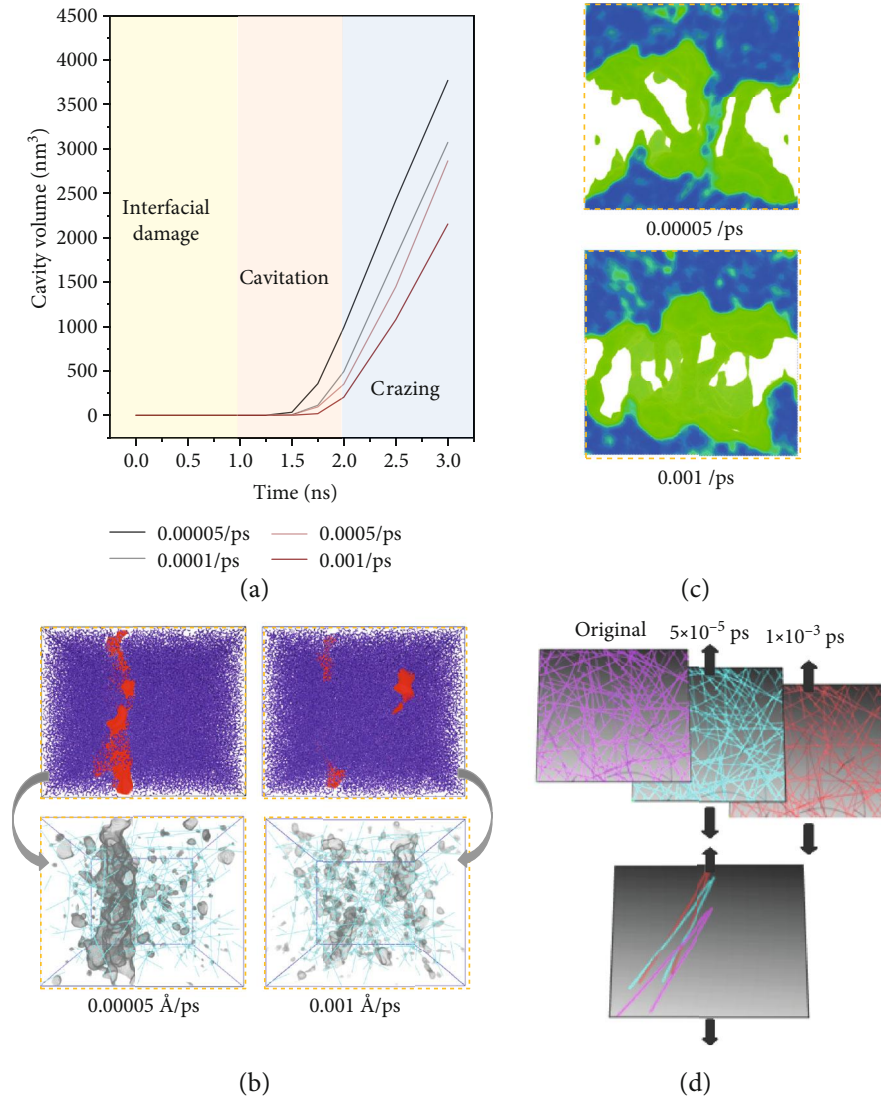 4500
4000
3500
3000
2500
2000
1500
1000
500
0
Cavity volume (nm³)
Interfacial
damage
Cavitation
Crazing
0.0 0.5 1.0 1.5 2.0 2.5 3.0
Time (ns)
0.00005/ps 0.0005/ps
0.0001/ps 0.001/ps
(a)
0.00005 /ps
0.001 /ps
(c)
0.00005 Å/ps 0.001 Å/ps
(b)
Original 5×10⁻⁵ ps 1×10⁻³ ps
(d)